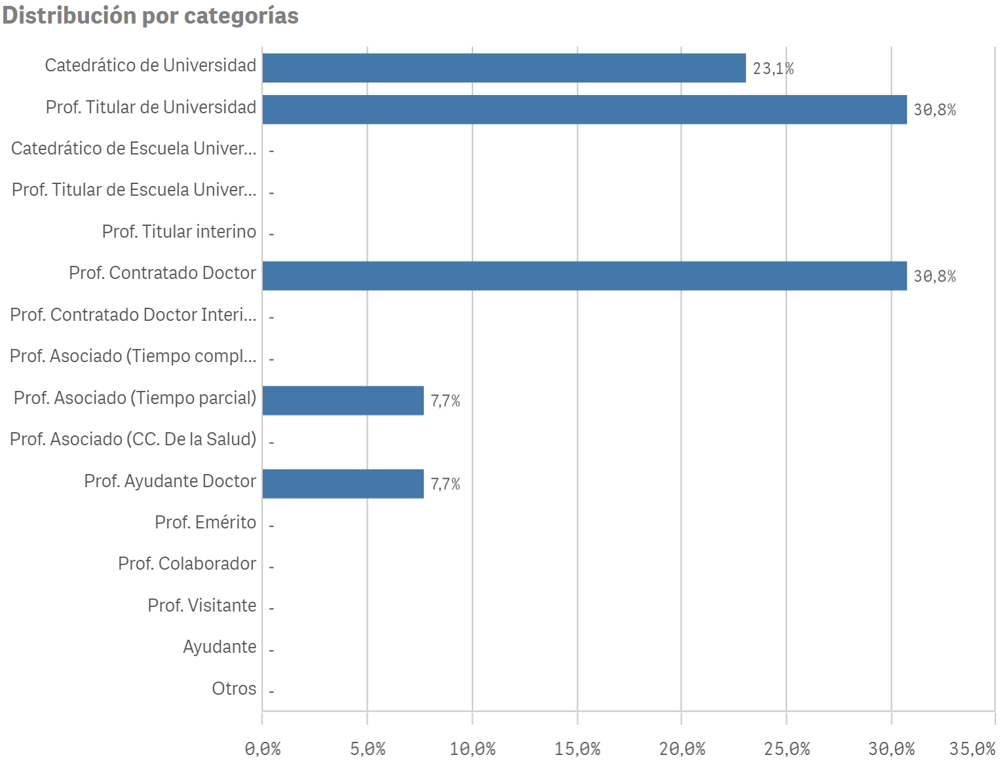 Distribución por categorías
Catedrático de Universidad 23,1%
Prof. Titular de Universidad 30,8%
Catedrático de Escuela Univer... -
Prof. Titular de Escuela Univer... -
Prof. Titular interino -
Prof. Contratado Doctor 30,8%
Prof. Contratado Doctor Interi... -
Prof. Asociado (Tiempo compl... -
Prof. Asociado (Tiempo parcial) 7,7%
Prof. Asociado (CC. De la Salud) -
Prof. Ayudante Doctor 7,7%
Prof. Emérito -
Prof. Colaborador -
Prof. Visitante -
Ayudante -
Otros -
0,0% 5,0% 10,0% 15,0% 20,0% 25,0% 30,0% 35,0%